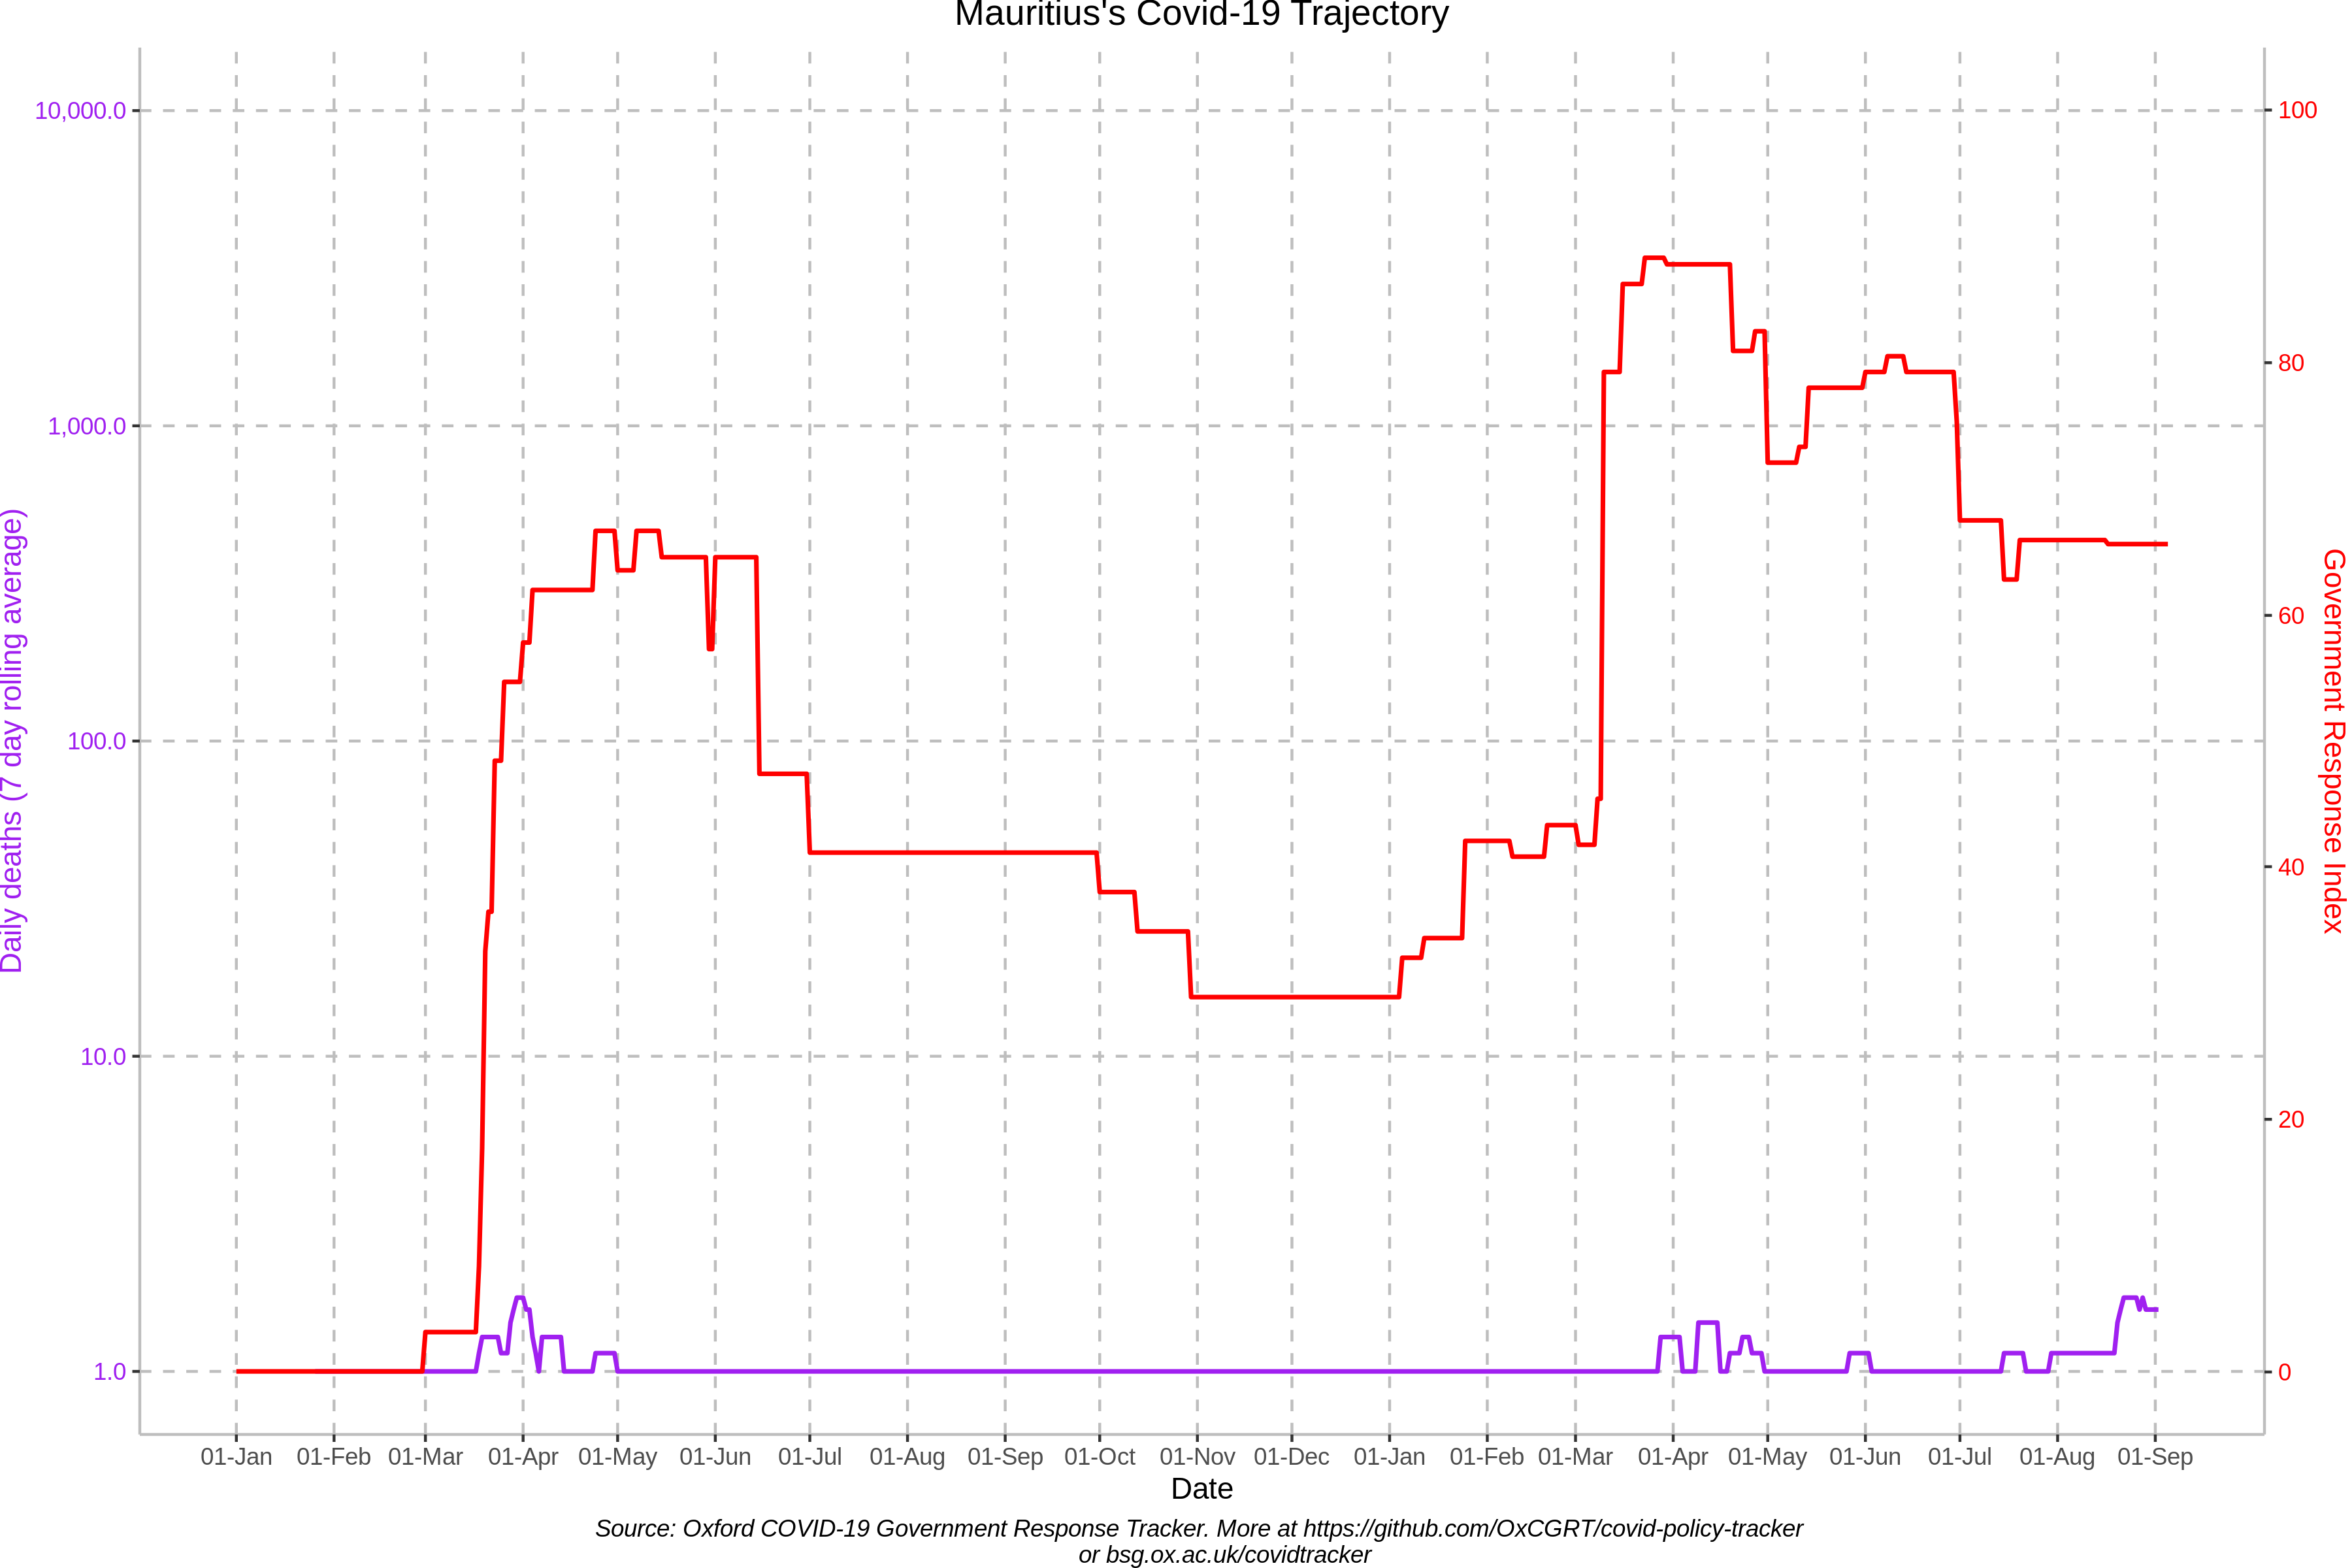 Mauritius's Covid-19 Trajectory
10,000.0
1,000.0
100.0
10.0
1.0
Daily deaths (7 day rolling average)
100
80
60
40
20
0
Government Response Index
01-Jan 01-Feb 01-Mar 01-Apr 01-May 01-Jun 01-Jul 01-Aug 01-Sep 01-Oct 01-Nov 01-Dec 01-Jan 01-Feb 01-Mar 01-Apr 01-May 01-Jun 01-Jul 01-Aug 01-Sep
Date
Source: Oxford COVID-19 Government Response Tracker. More at https://github.com/OxCGRT/covid-policy-tracker
or bsg.ox.ac.uk/covidtracker